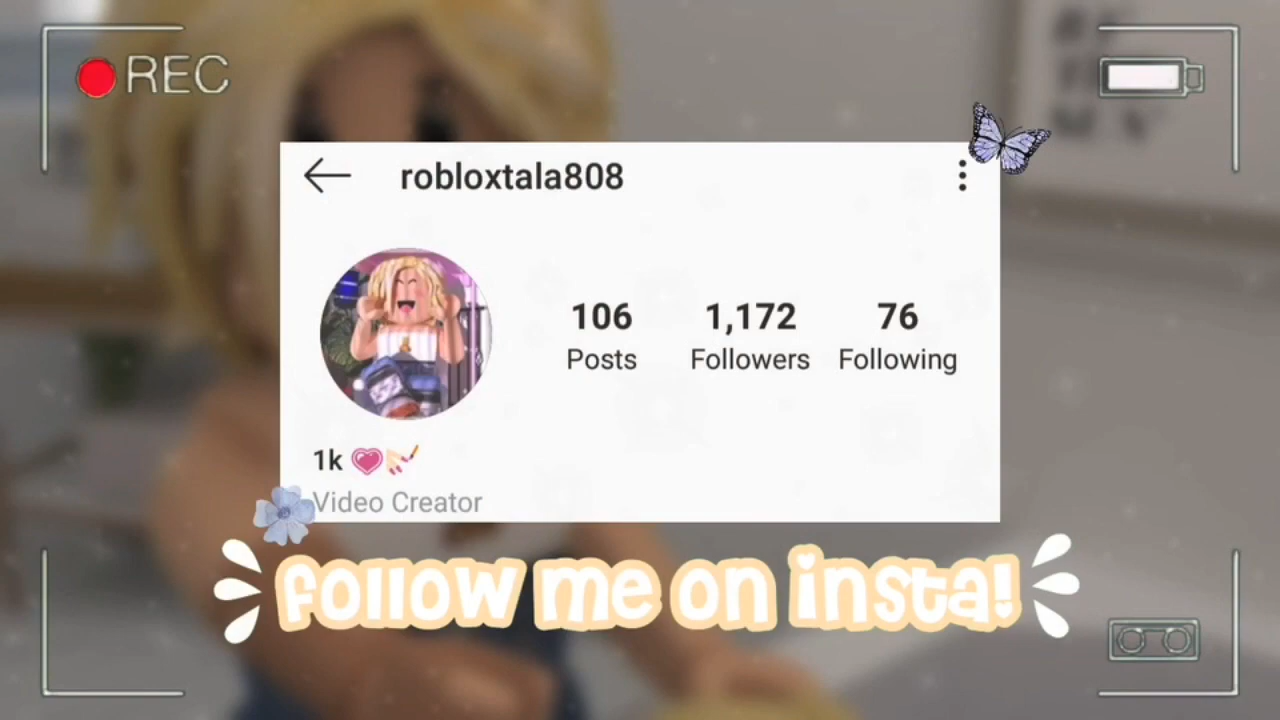 REC
robloxtala808
106 1,172 76
Posts Followers Following
1k 💗💅
Video Creator
follow me on insta!